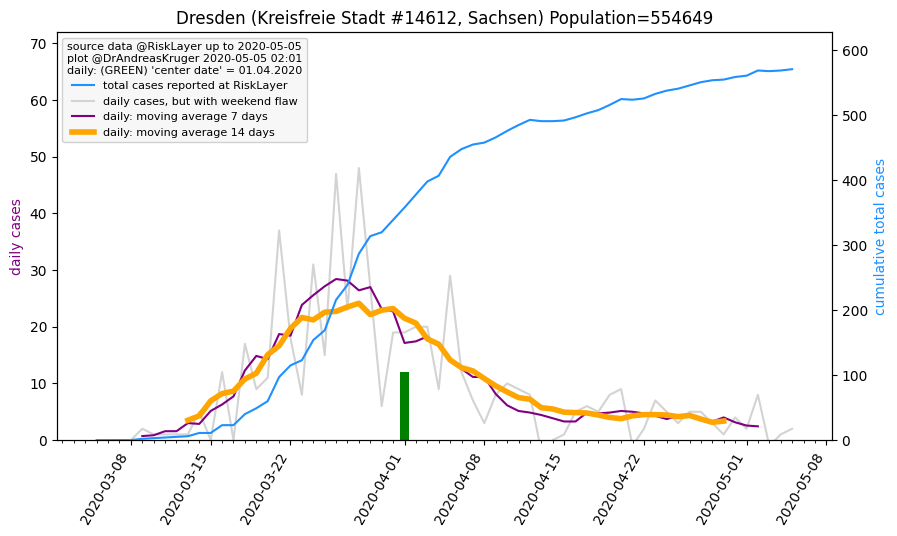 Dresden (Kreisfreie Stadt #14612, Sachsen) Population=554649
source data @RiskLayer up to 2020-05-05
plot @DrAndreasKruger 2020-05-05 02:01
daily: (GREEN) 'center date' = 01.04.2020
total cases reported at RiskLayer
daily cases, but with weekend flaw
daily: moving average 7 days
daily: moving average 14 days
daily cases
70
60
50
40
30
20
10
0
cumulative total cases
600
500
400
300
200
100
0
2020-03-08
2020-03-15
2020-03-22
2020-04-01
2020-04-08
2020-04-15
2020-04-22
2020-05-01
2020-05-08